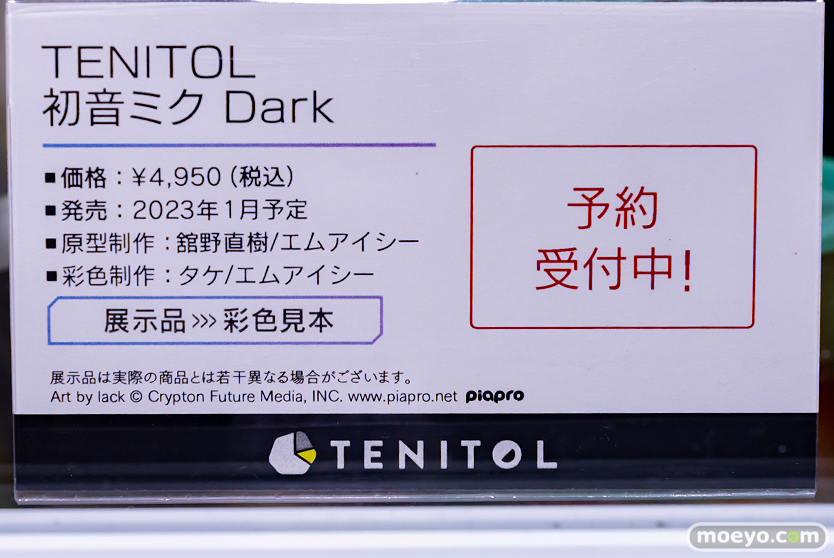 TENITOL
初音ミク Dark
■価格：¥4,950（税込）
■発売：2023年1月予定
■原型制作：舘野直樹/エムアイシー
■彩色制作：タケ/エムアイシー
展示品 >>> 彩色見本
予約
受付中！
展示品は実際の商品とは若干異なる場合がございます。
Art by lack © Crypton Future Media, INC. www.piapro.net piapro
TENITOL
moeyo.com